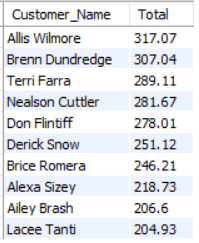 Customer_Name Total
Allis Wilmore 317.07
Brenn Dundredge 307.04
Terri Farra 289.11
Nealson Cuttler 281.67
Don Flintiff 278.01
Derick Snow 251.12
Brice Romera 246.21
Alexa Sizey 218.73
Ailey Brash 206.6
Lacee Tanti 204.93